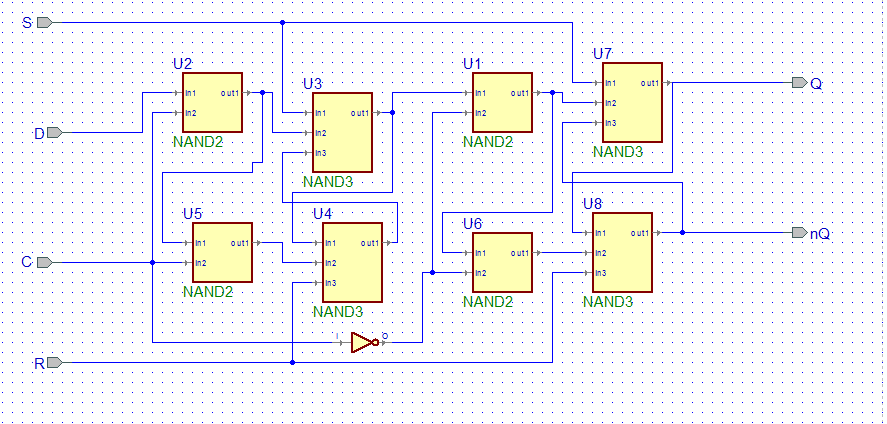 S
D
C
R
U2
In1
In2
out1
NAND2
U3
In1
In2
In3
out1
NAND3
U1
In1
In2
out1
NAND2
U7
In1
In2
In3
out1
NAND3
Q
U5
In1
In2
out1
NAND2
U4
In1
In2
In3
out1
NAND3
U6
In1
In2
out1
NAND2
U8
In1
In2
In3
out1
NAND3
nQ
I
O